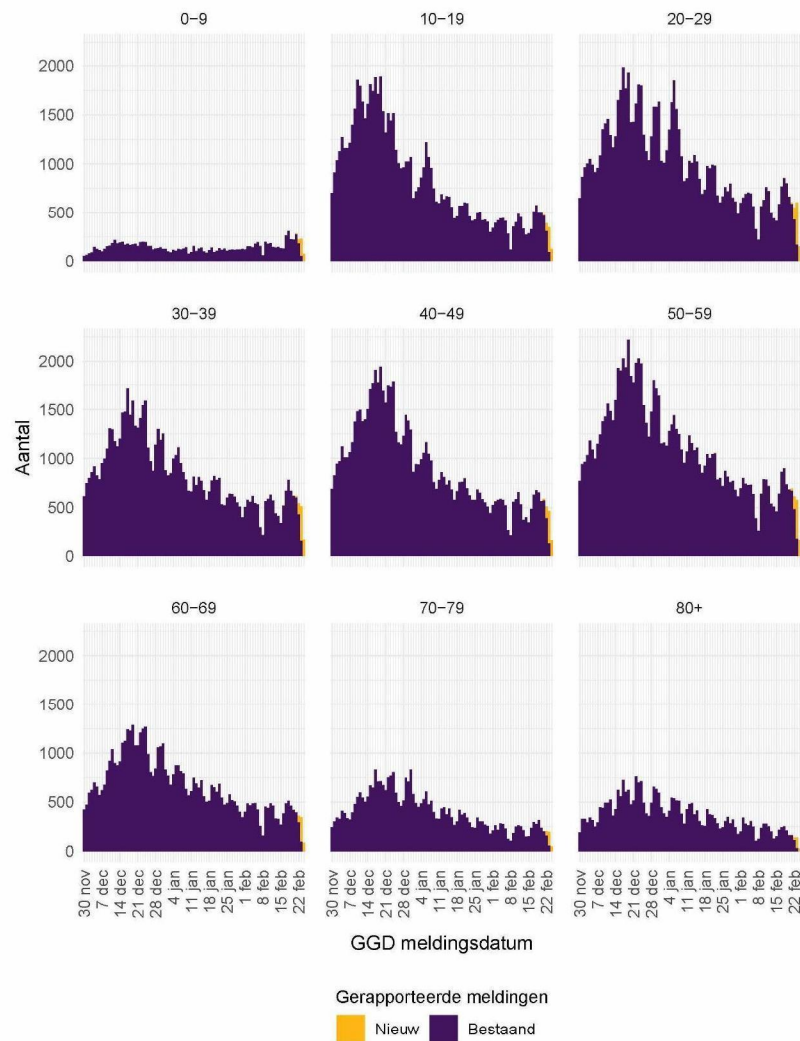 0−9 10−19 20−29
2000
1500
1000
500
0
30−39 40−49 50−59
2000
1500
1000
500
0
Aantal
60−69 70−79 80+
2000
1500
1000
500
0
30 nov 7 dec 14 dec 21 dec 28 dec 4 jan 11 jan 18 jan 25 jan 1 feb 8 feb 15 feb 22 feb 30 nov 7 dec 14 dec 21 dec 28 dec 4 jan 11 jan 18 jan 25 jan 1 feb 8 feb 15 feb 22 feb 30 nov 7 dec 14 dec 21 dec 28 dec 4 jan 11 jan 18 jan 25 jan 1 feb 8 feb 15 feb 22 feb
GGD meldingsdatum
Gerapporteerde meldingen
Nieuw Bestaand